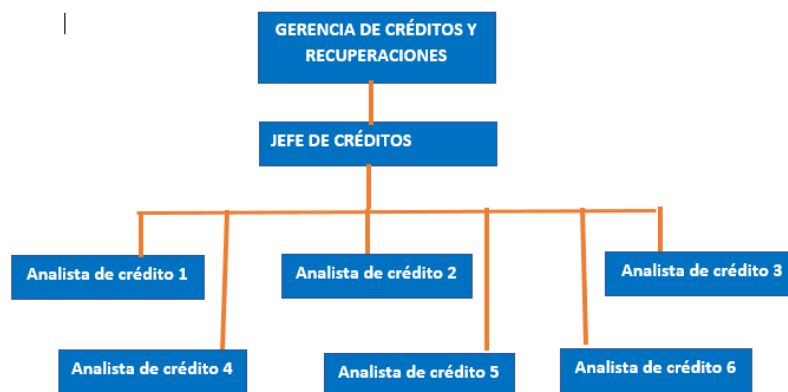 GERENCIA DE CRÉDITOS Y
RECUPERACIONES
JEFE DE CRÉDITOS
Analista de crédito 1
Analista de crédito 2
Analista de crédito 3
Analista de crédito 4
Analista de crédito 5
Analista de crédito 6